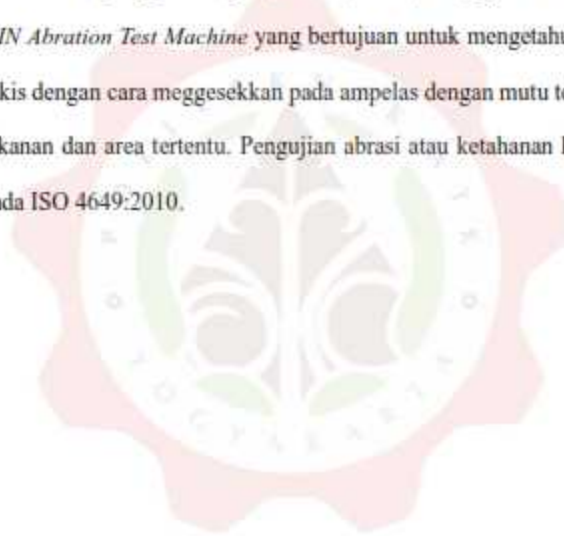 IN Abration Test Machine yang bertujuan untuk mengetahu
kis dengan cara meggesekkan pada ampelas dengan mutu te
kanan dan area tertentu. Pengujian abrasi atau ketahanan
da ISO 4649:2010.
YOGYAKARTA